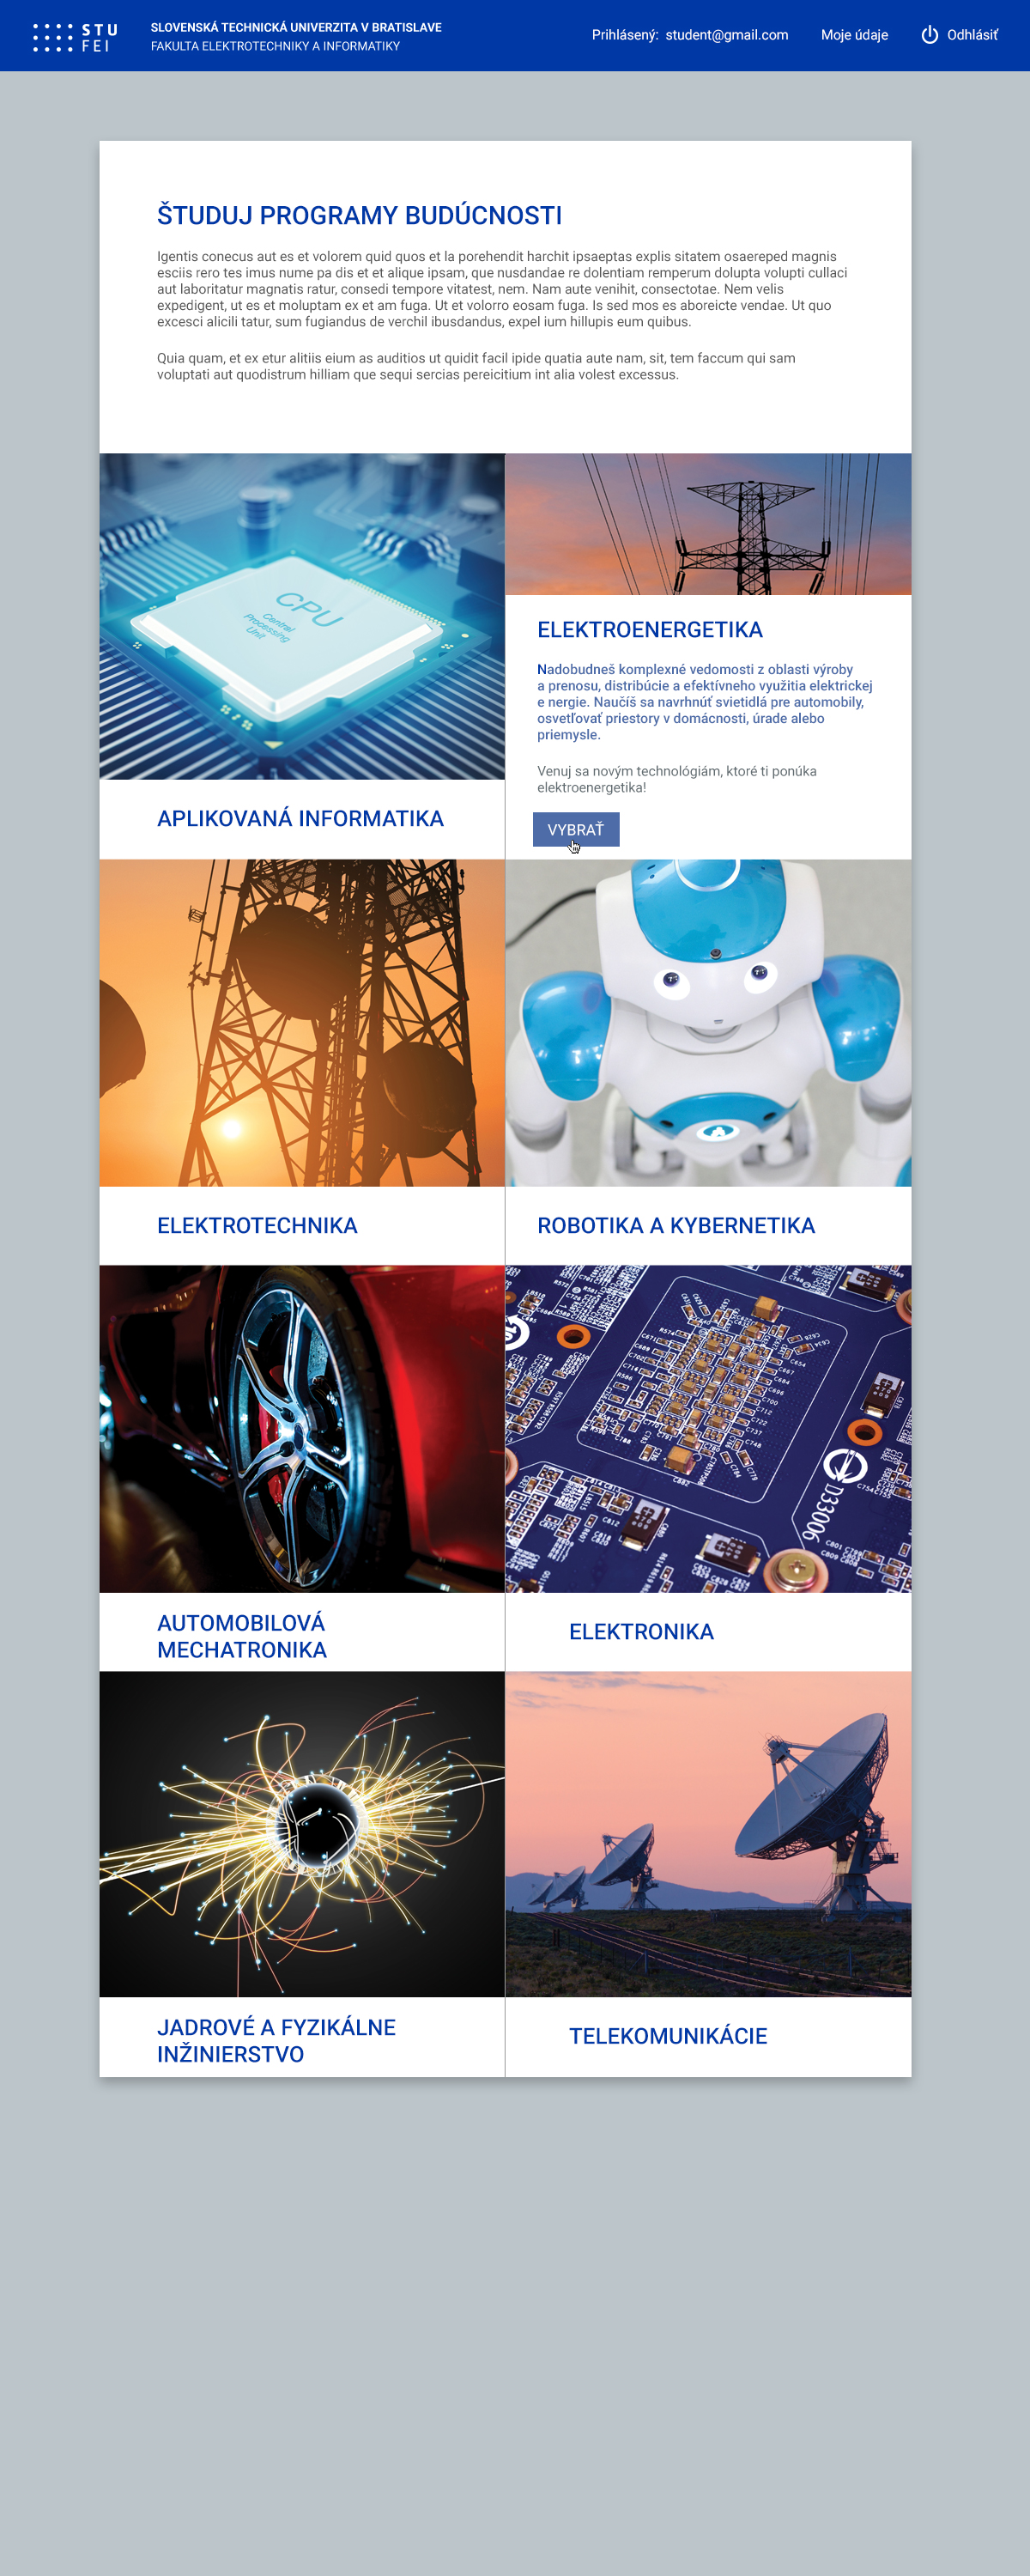 STU
FEI
SLOVENSKÁ TECHNICKÁ UNIVERZITA V BRATISLAVE
FAKULTA ELEKTROTECHNIKY A INFORMATIKY
Prihlásený: student@gmail.com
Moje údaje
Odhlásiť
ŠTUDUJ PROGRAMY BUDÚCNOSTI
Igentis conecus aut es et volorem quid quos et la porehendit harchit ipsaeptas explis sitatem osaereped magnis
esciis rero tes imus nume pa dis et et alique ipsam, que nusdandae re dolentiam remperum dolupta volupti cullaci
aut laboritatur magnatis ratur, consedi tempore vitatest, nem. Nam aute venihit, consectotae. Nem velis
expedigent, ut es et moluptam ex et am fuga. Ut et volorro eosam fuga. Is sed mos es aboreicte vendae. Ut quo
excesci alicili tatur, sum fugiandus de verchil ibusdandus, expel ium hillupis eum quibus.
Quia quam, et ex etur alitiis eium as auditios ut quidit facil ipide quatia aute nam, sit, tem faccum qui sam
voluptati aut quodistrum hilliam que sequi sercias pereicitium int alia volest excessus.
CPU
Central
Processing
Unit
APLIKOVANÁ INFORMATIKA
ELEKTROENERGETIKA
Nadobudneš komplexné vedomosti z oblasti výroby
a prenosu, distribúcie a efektívneho využitia elektrickej
e nergie. Naučíš sa navrhnúť svietidlá pre automobily,
osvetľovať priestory v domácnosti, úrade alebo
priemysle.
Venuj sa novým technológiám, ktoré ti ponúka
elektroenergetika!
VYBRAŤ
ELEKTROTECHNIKA
ROBOTIKA A KYBERNETIKA
D33006
AUTOMOBILOVÁ
MECHATRONIKA
ELEKTRONIKA
JADROVÉ A FYZIKÁLNE
INŽINIERSTVO
TELEKOMUNIKÁCIE